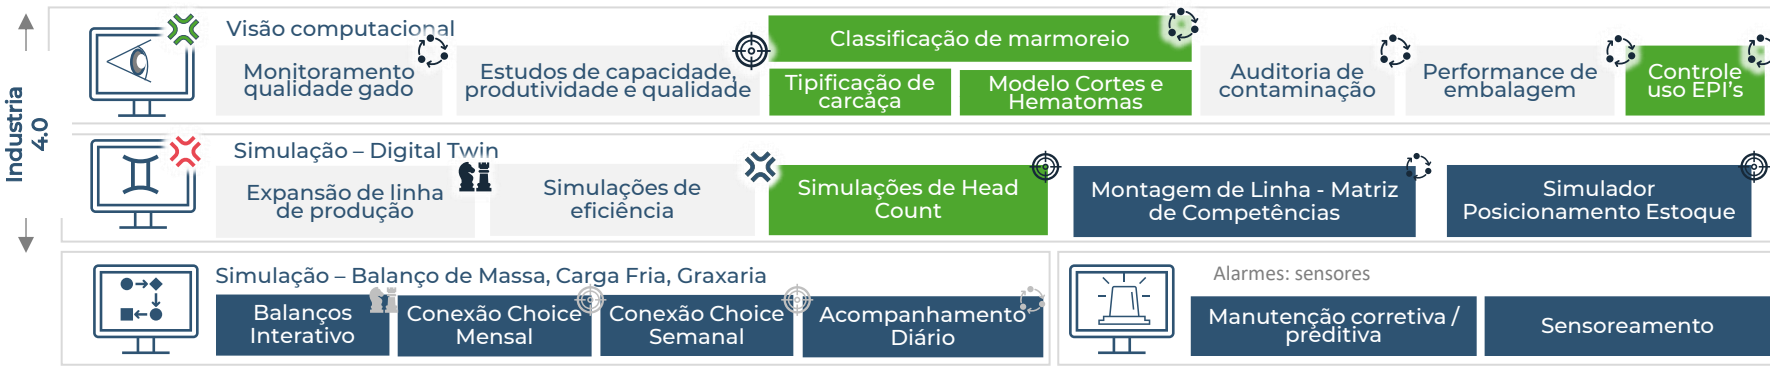 Industria
4.0
Visão computacional
Monitoramento
qualidade gado
Estudos de capacidade,
produtividade e qualidade
Classificação de marmoreio
Tipificação de
carcaça
Modelo Cortes e
Hematomas
Auditoria de
contaminação
Performance de
embalagem
Controle
uso EPI's
Simulação – Digital Twin
Expansão de linha
de produção
Simulações de
eficiência
Simulações de Head
Count
Montagem de Linha - Matriz
de Competências
Simulador
Posicionamento Estoque
Simulação – Balanço de Massa, Carga Fria, Graxaria
Balanços
Interativo
Conexão Choice
Mensal
Conexão Choice
Semanal
Acompanhamento
Diário
Alarmes: sensores
Manutenção corretiva /
preditiva
Sensoreamento